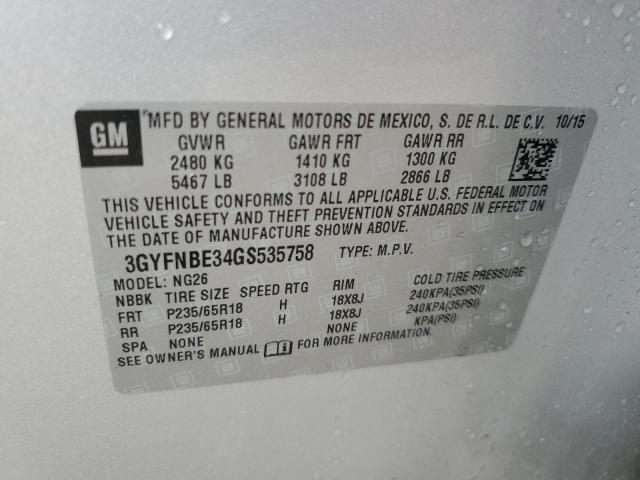 GM
MFD BY GENERAL MOTORS DE MEXICO, S. DE R.L. DE C.V. 10/15
GVWR GAWR FRT GAWR RR
2480 KG 1410 KG 1300 KG
5467 LB 3108 LB 2866 LB
THIS VEHICLE CONFORMS TO ALL APPLICABLE U.S. FEDERAL MOTOR
VEHICLE SAFETY AND THEFT PREVENTION STANDARDS IN EFFECT ON
THE DATE OF MANUFACTURE SHOWN ABOVE.
3GYFNBE34GS535758 TYPE: M.P.V.
MODEL: NG26
NBBK TIRE SIZE SPEED RTG RIM COLD TIRE PRESSURE
FRT P235/65R18 H 18X8J 240KPA(35PSI)
RR P235/65R18 H 18X8J 240KPA(35PSI)
SPA NONE NONE KPA(PSI)
SEE OWNER'S MANUAL FOR MORE INFORMATION.